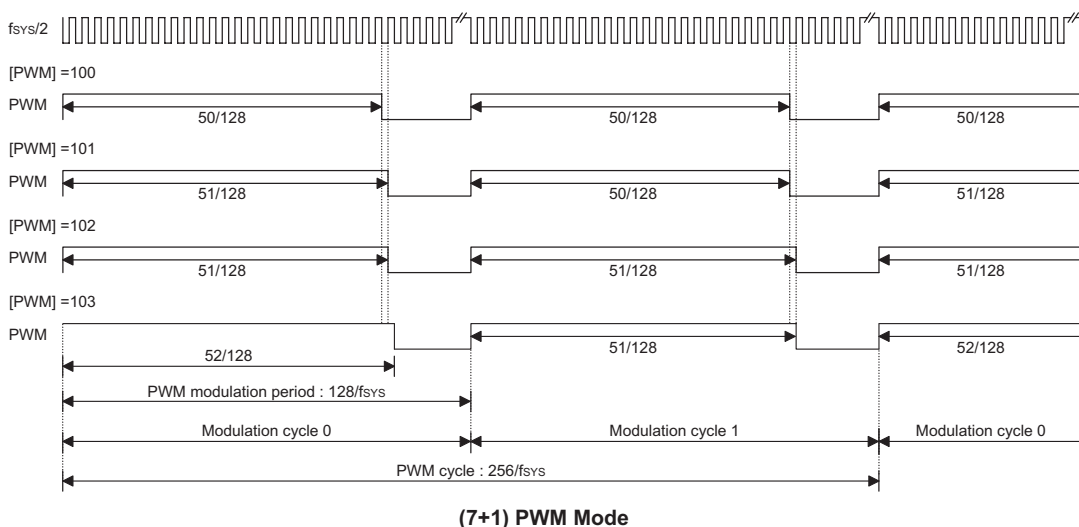 fSYS/2
[PWM] =100
PWM
50/128
50/128
50/128
[PWM] =101
PWM
51/128
50/128
51/128
[PWM] =102
PWM
51/128
51/128
51/128
[PWM] =103
PWM
52/128
51/128
52/128
PWM modulation period : 128/fSYS
Modulation cycle 0
Modulation cycle 1
Modulation cycle 0
PWM cycle : 256/fSYS
(7+1) PWM Mode